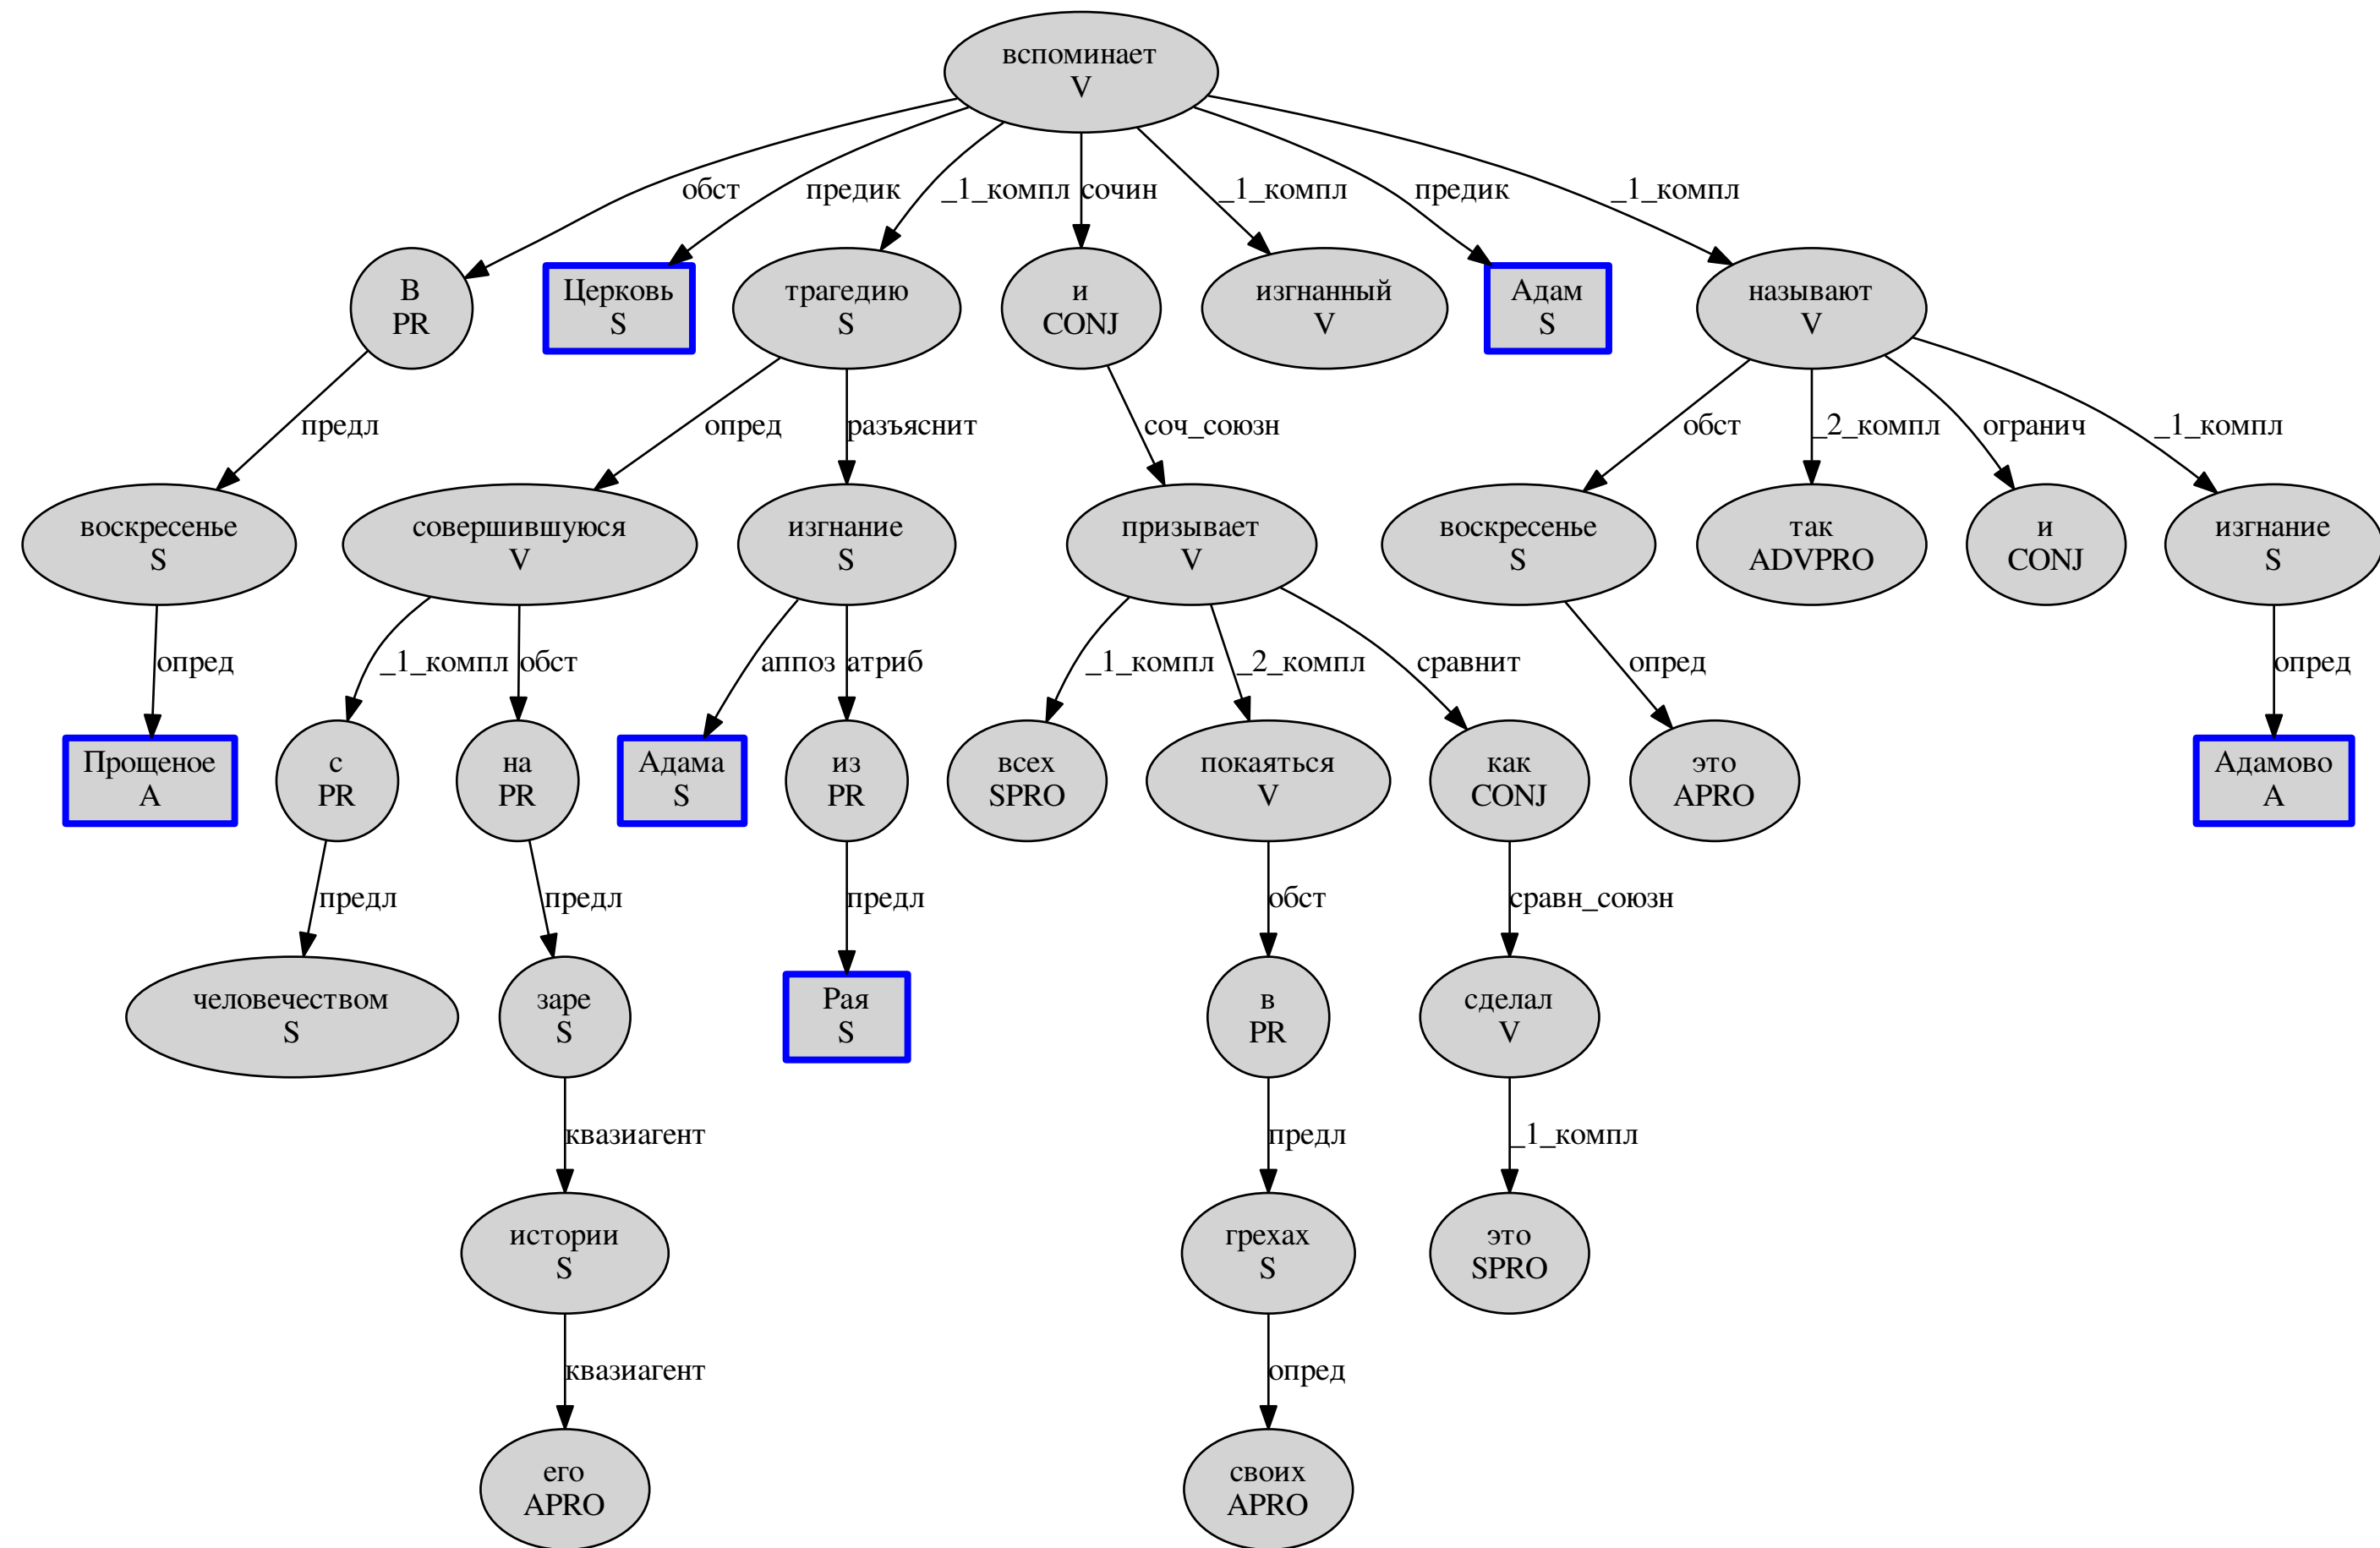 вспоминает
V
обст
предик
_1_компл
сочин
_1_компл
предик
_1_компл
В
PR
Церковь
S
трагедию
S
и
CONJ
изгнанный
V
Адам
S
называют
V
предл
опред
разъяснит
соч_союзн
обст
_2_компл
огранич
_1_компл
воскресенье
S
совершившуюся
V
изгнание
S
призывает
V
воскресенье
S
так
ADVPRO
и
CONJ
изгнание
S
опред
_1_компл
обст
аппоз
атриб
_1_компл
_2_компл
сравнит
опред
опред
Прощеное
A
с
PR
на
PR
Адама
S
из
PR
всех
SPRO
покаяться
V
как
CONJ
это
APRO
Адамово
A
предл
предл
предл
обст
сравн_союзн
человечеством
S
заре
S
Рая
S
в
PR
сделал
V
квазиагент
предл
_1_компл
истории
S
грехах
S
это
SPRO
квазиагент
опред
его
APRO
своих
APRO